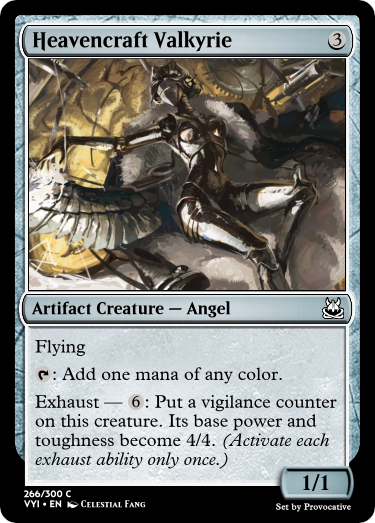 Heavencraft Valkyrie 3
Artifact Creature — Angel
Flying
: Add one mana of any color.
Exhaust — 6: Put a vigilance counter
on this creature. Its base power and
toughness become 4/4. (Activate each
exhaust ability only once.)
1/1
266/300 C
VYI • EN Celestial Fang
Set by Provocative